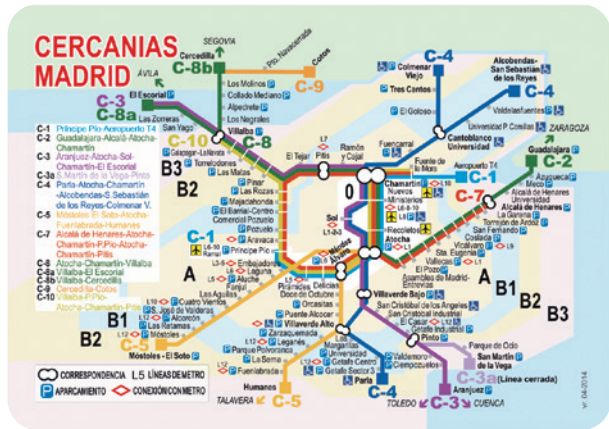 CERCANIAS
MADRID
SEGOVIA
Cercedilla
C-8b
Pto. Navacerrada
Cotos
C-9
Los Molinos P
Collado Mediano P
Alpedrete P
Los Negrales
Villalba P
C-8
C-10
ÁVILA
El Escorial P
C-3
C-8a
Las Zorreras
San Yago
Galapagar-La Navata
Torrelodones P
Las Matas P
Pinar P
Las Rozas P
Majadahonda P
El Barrial-Centro
Comercial Pozuelo P
Pozuelo P
Aravaca P
B3
B2
C-4
Colmenar
Viejo
Tres Cantos P
El Goloso P
Alcobendas-
San Sebastián
de los Reyes
C-4
Valdelasfuentes
Universidad P. Comillas
Cantoblanco
Universidad
ZARAGOZA
Guadalajara P
C-2
Azuqueca
Meco P
Alcalá de Henares
Universidad
Alcalá de Henares
La Garena P
Torrejón de Ardoz P
San Fernando
Coslada
Vicálvaro
Sta. Eugenia
Vallecas P
El Pozo
Asambles de Madrid-
Entrevías
L7
Pitis
El Tejar
Ramón
y Cajal
Fuencarral
Fuente de
la Mora
Aeropuerto T4
C-1
C-7
Chamartín
Nuevos
Ministerios
Recoletos
Atocha
Sol
L1-2-3
0
Méndez
Álvaro
C-1
Príncipe Pío
L6-10
Ramal
Embajadores
Laguna
Aluche
Fanjul
Las Águilas
Cuatro Vientos
S. José de Valderas
Alcorcón
Las Retamas
Móstoles
Móstoles - El Soto P
C-5
A
B1
B2
Pirámides
Delicias
Doce de Octubre
Orcasitas
Puente Alcocer
Villaverde Alto
Zarzaquemada
Leganés
Parque Polvoranca
La Serna
Fuenlabrada
Humanes
C-5
TALAVERA
Las
Margaritas
Universidad
Getafe Centro
Getafe Sector 3
Parla
C-4
Villaverde Bajo
San Cristóbal de los Ángeles
San Cristóbal Industrial
El Casar
Getafe Industrial
Pinto P
Valdemoro
Ciempozuelos
Aranjuez P
C-3
TOLEDO
CUENCA
Parque de Ocio
San Martín
de la Vega
C-3a (Línea cerrada)
A
B1
B2
B3
C-1 Príncipe Pío-Aeropuerto T4
C-2 Guadalajara-Alcalá-Atocha-
Chamartín
C-3 Aranjuez-Atocha-Sol-
Chamartín-El Escorial
C-3a S.Martín de la Vega-Pinto
C-4 Parla-Atocha-Chamartín
-Alcobendas-S.Sebastián
de los Reyes-Colmenar V.
C-5 Móstoles El Soto-Atocha-
Fuenlabrada-Humanes
C-7 Alcalá de Henares-Atocha-
Chamartín-P.Pío-Atocha-
Chamartín-Pitis
C-8 Atocha-Chamartín-Villalba
C-8a Villalba-El Escorial
C-8b Villalba-Cercedilla
C-9 Cercedilla-Cotos
C-10 Villalba-P.Pío-
Atocha-Chamartín-Pitis
CORRESPONDENCIA
L.5 LÍNEAS DE METRO
P APARCAMIENTO
CONEXIÓN CON METRO
vr. 04-2014